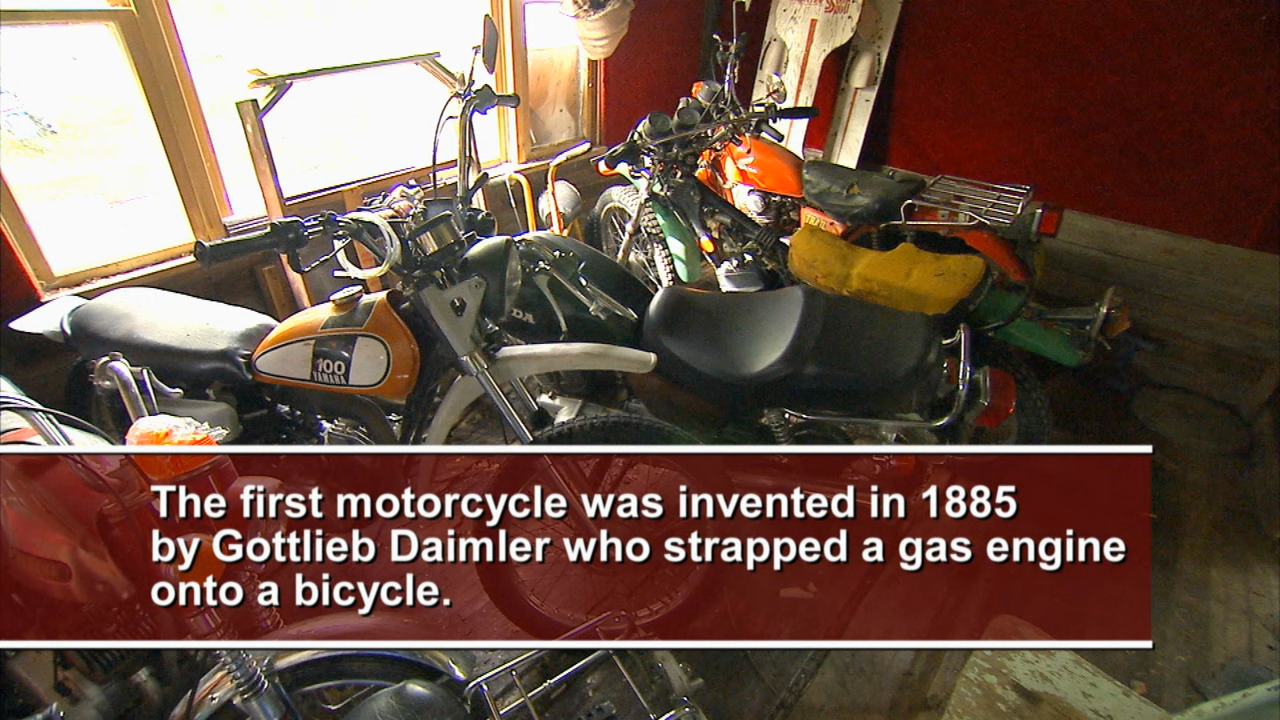 100
YAMAHA
DA
TRAIL
The first motorcycle was invented in 1885
by Gottlieb Daimler who strapped a gas engine
onto a bicycle.